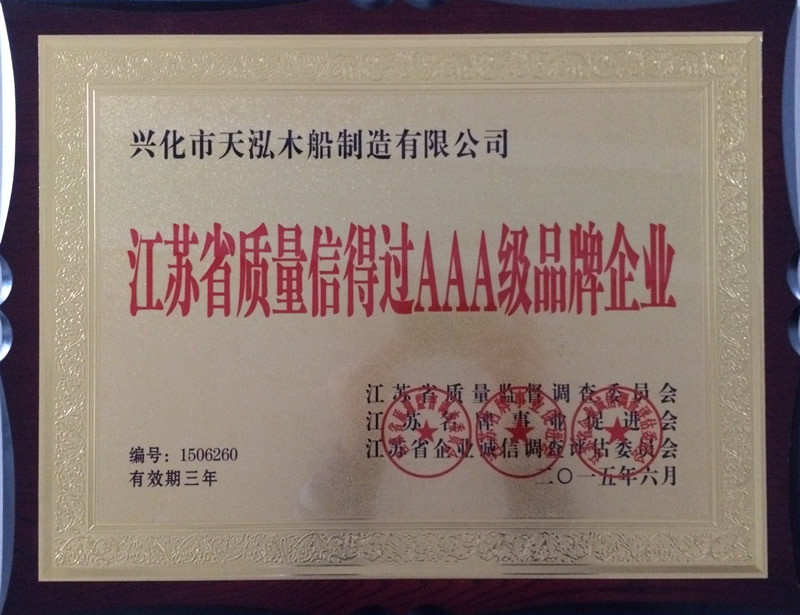 兴化市天泓木船制造有限公司
江苏省质量信得过AAA级品牌企业
江苏省质量监督调查委员会
江苏名牌事业促进会
江苏省企业诚信调查评估委员会
二〇一五年六月
编号：1506260
有效期三年